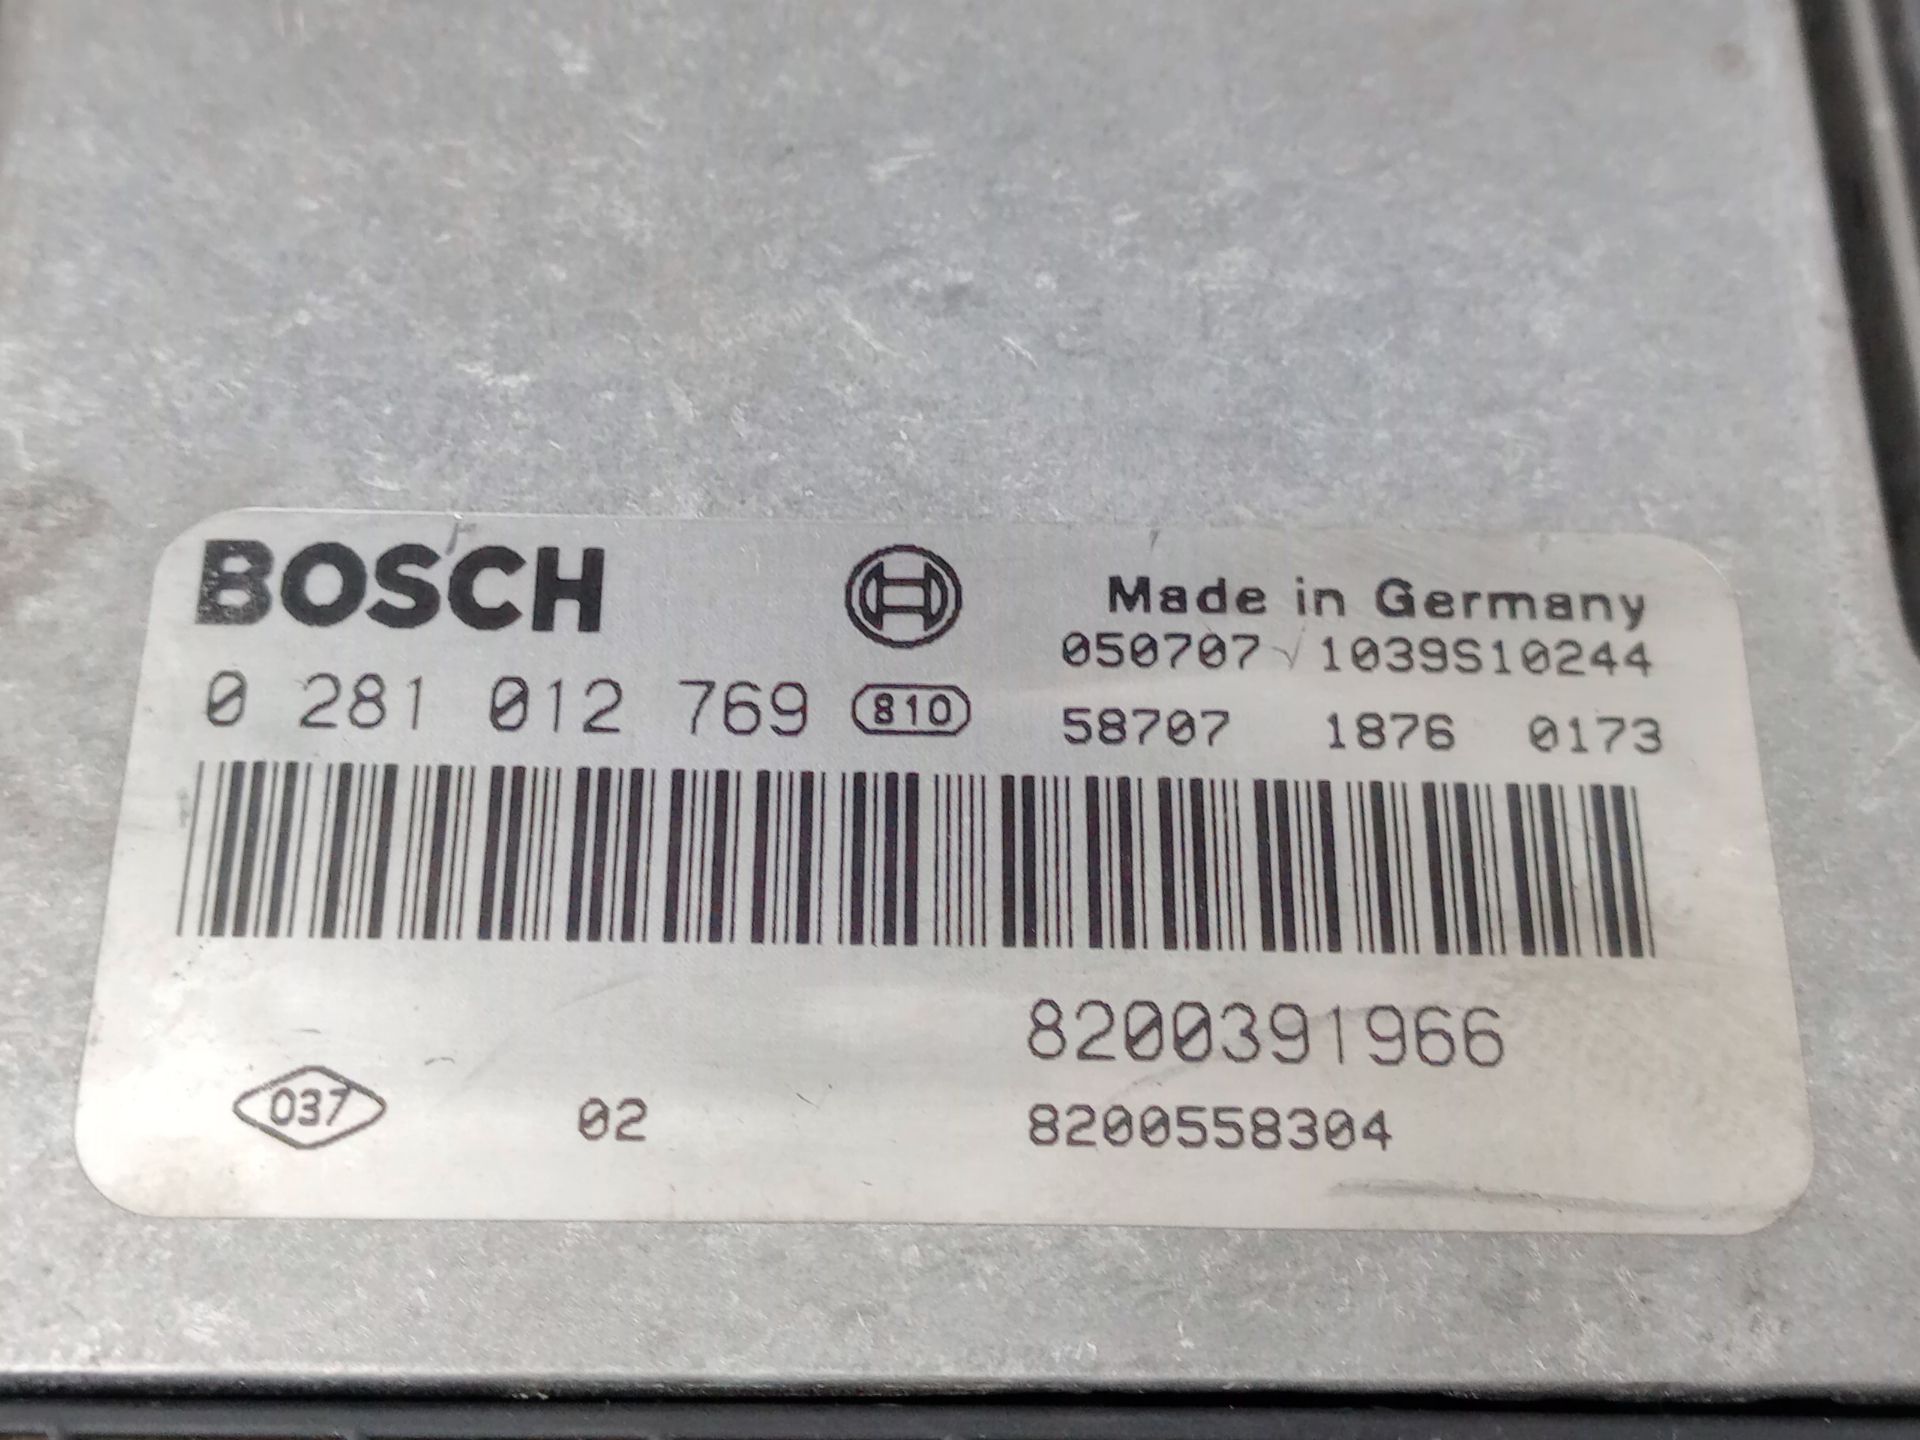 BOSCH
Made in Germany
050707 1039S10244
0 281 012 769 810
58707 1876 0173
8200391966
037 02 8200558304